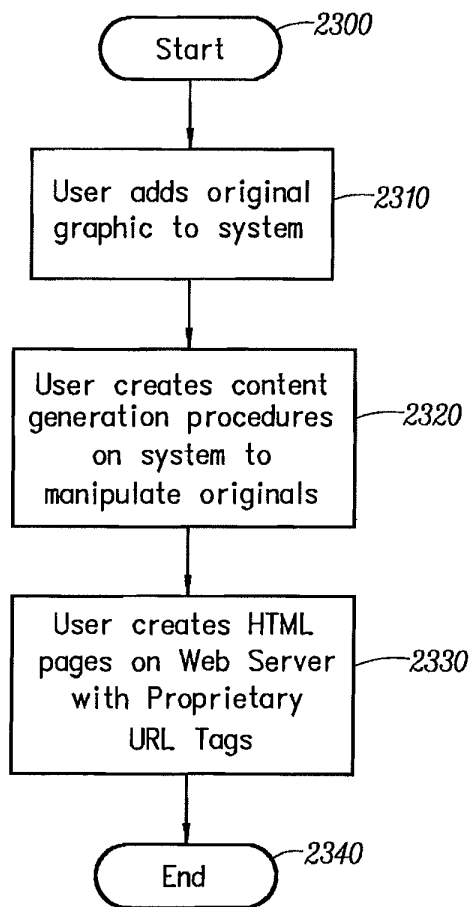 2300
Start
User adds original
graphic to system
2310
User creates content
generation procedures
on system to
manipulate originals
2320
User creates HTML
pages on Web Server
with Proprietary
URL Tags
2330
End
2340